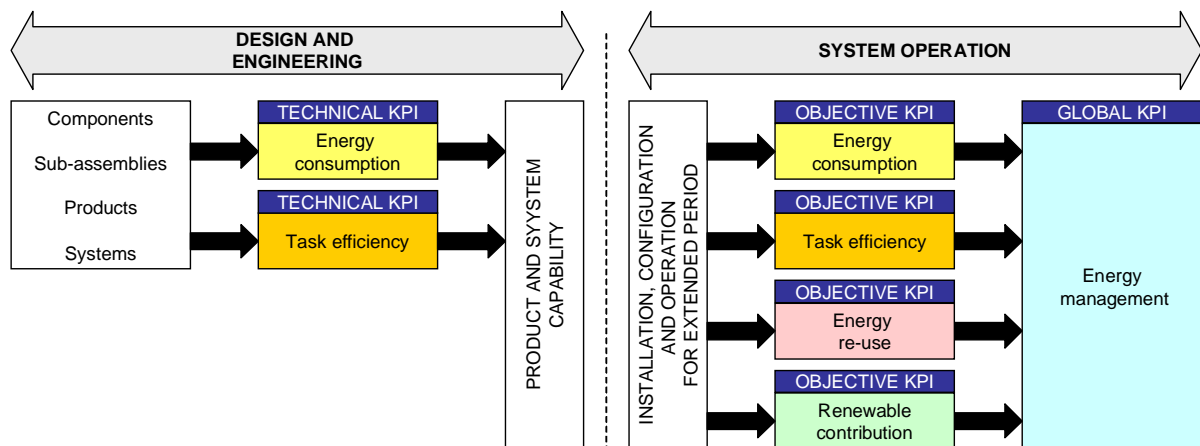 DESIGN AND
ENGINEERING
SYSTEM OPERATION
Components
Sub-assemblies
Products
Systems
TECHNICAL KPI
Energy
consumption
TECHNICAL KPI
Task efficiency
PRODUCT AND SYYSTEM
CAPABILITY
INSTALLATION, CONFIGURATION
AND OPERATION
FOR EXTENDED PERIOD
OBJECTIVE KPI
Energy
consumption
OBJECTIVE KPI
Task efficiency
OBJECTIVE KPI
Energy
re-use
OBJECTIVE KPI
Renewable
contribution
GLOBAL KPI
Energy
management